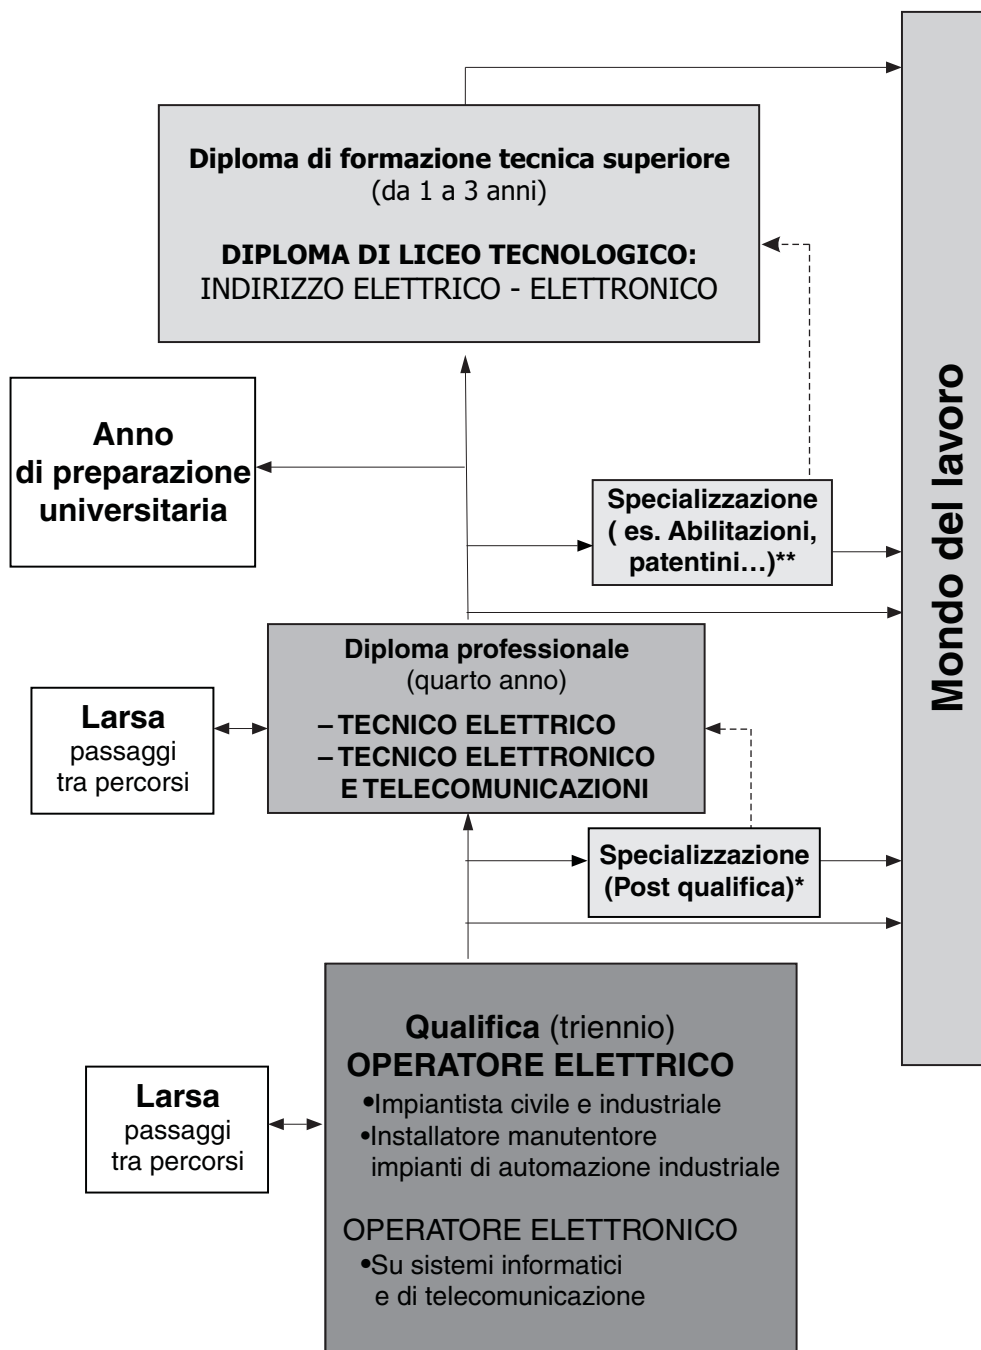 Diploma di formazione tecnica superiore
(da 1 a 3 anni)
DIPLOMA DI LICEO TECNOLOGICO:
INDIRIZZO ELETTRICO - ELETTRONICO
Anno
di preparazione
universitaria
Specializzazione
( es. Abilitazioni,
patentini…)**
Mondo del lavoro
Diploma professionale
(quarto anno)
– TECNICO ELETTRICO
– TECNICO ELETTRONICO
E TELECOMUNICAZIONI
Larsa
passaggi
tra percorsi
Specializzazione
(Post qualifica)*
Qualifica (triennio)
OPERATORE ELETTRICO
•Impiantista civile e industriale
•Installatore manutentore
impianti di automazione industriale
OPERATORE ELETTRONICO
•Su sistemi informatici
e di telecomunicazione
Larsa
passaggi
tra percorsi